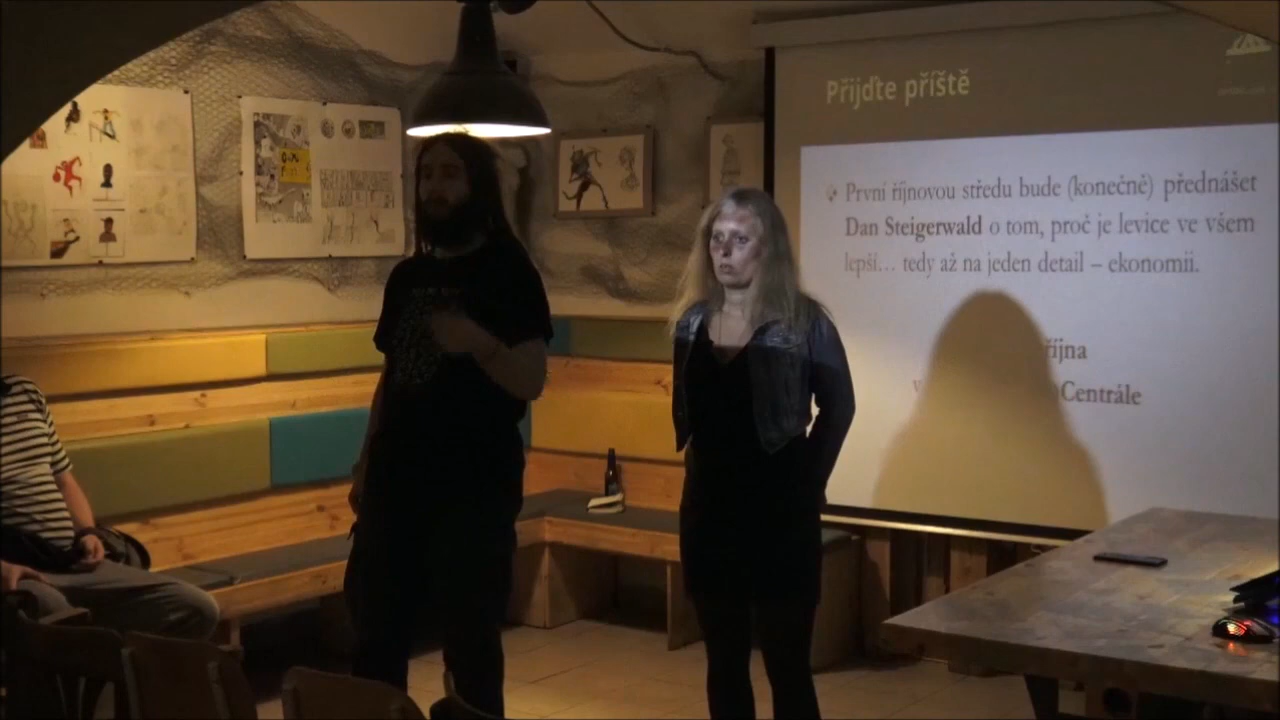 Přijďte příště
První říjnovou středu bude (konečně) přednášet
Dan Steigerwald o tom, proč je levice ve všem
lepší... tedy až na jeden detail – ekonomii.
října
v
Centrále